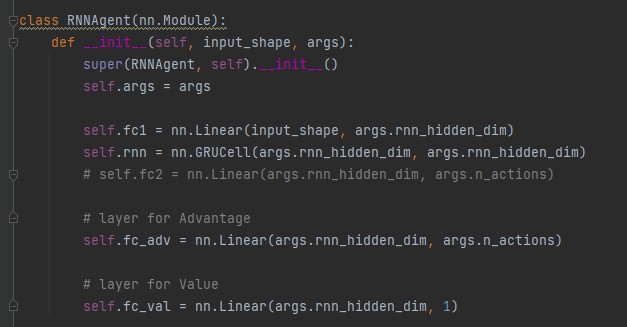 class RNNAgent(nn.Module):
    def __init__(self, input_shape, args):
        super(RNNAgent, self).__init__()
        self.args = args

        self.fc1 = nn.Linear(input_shape, args.rnn_hidden_dim)
        self.rnn = nn.GRUCell(args.rnn_hidden_dim, args.rnn_hidden_dim)
        # self.fc2 = nn.Linear(args.rnn_hidden_dim, args.n_actions)

        # layer for Advantage
        self.fc_adv = nn.Linear(args.rnn_hidden_dim, args.n_actions)

        # layer for Value
        self.fc_val = nn.Linear(args.rnn_hidden_dim, 1)